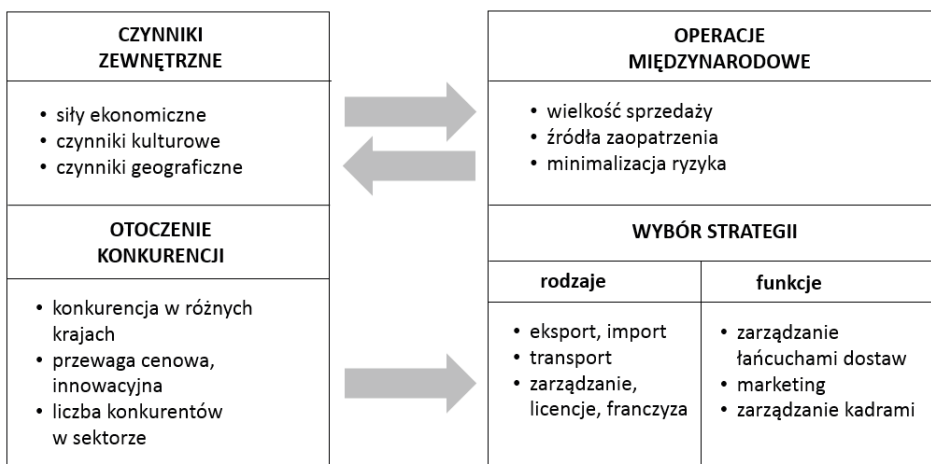 CZYNNIKI
ZEWNĘTRZNE
• siły ekonomiczne
• czynniki kulturowe
• czynniki geograficzne
OPERACJE
MIĘDZYNARODOWE
• wielkość sprzedaży
• źródła zaopatrzenia
• minimalizacja ryzyka
OTOCZENIE
KONKURENCJI
• konkurencja w różnych
krajach
• przewaga cenowa,
innowacyjna
• liczba konkurentów
w sektorze
WYBÓR STRATEGII
rodzaje
• eksport, import
• transport
• zarządzanie,
licencje, franczyza
funkcje
• zarządzanie
łańcuchami dostaw
• marketing
• zarządzanie kadrami